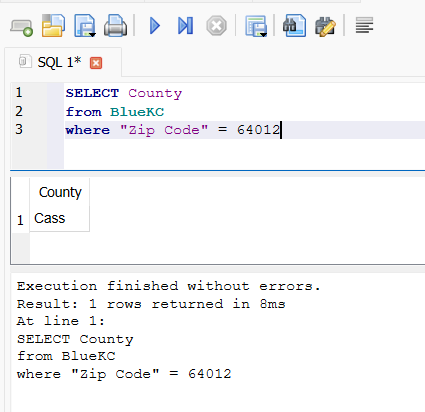 SQL 1*
1 SELECT County
2 from BlueKC
3 where "Zip Code" = 64012
County
1 Cass
Execution finished without errors.
Result: 1 rows returned in 8ms
At line 1:
SELECT County
from BlueKC
where "Zip Code" = 64012